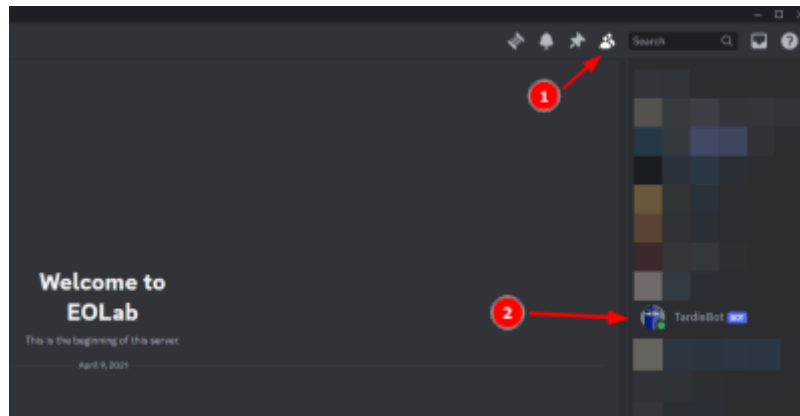 Search
1
Welcome to
EOLab
This is the beginning of this server.
April 9, 2021
2
TardisBot BOT